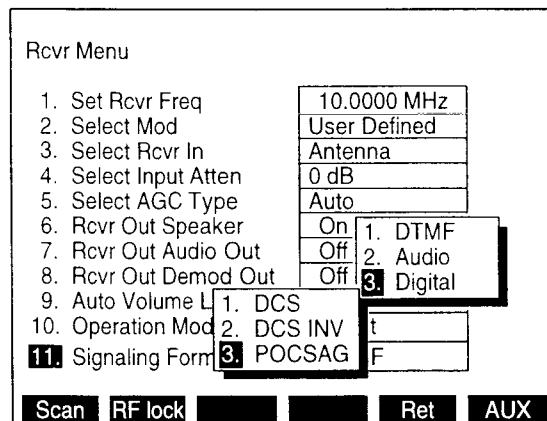 Rcvr Menu
1. Set Rcvr Freq 10.0000 MHz
2. Select Mod User Defined
3. Select Rcvr In Antenna
4. Select Input Atten 0 dB
5. Select AGC Type Auto
6. Rcvr Out Speaker On
7. Rcvr Out Audio Out Off
8. Rcvr Out Demod Out Off
9. Auto Volume L
10. Operation Mod t
11. Signaling Form F
1. DTMF
2. Audio
3. Digital
1. DCS
2. DCS INV
3. POCSAG
Scan RF lock Ret AUX